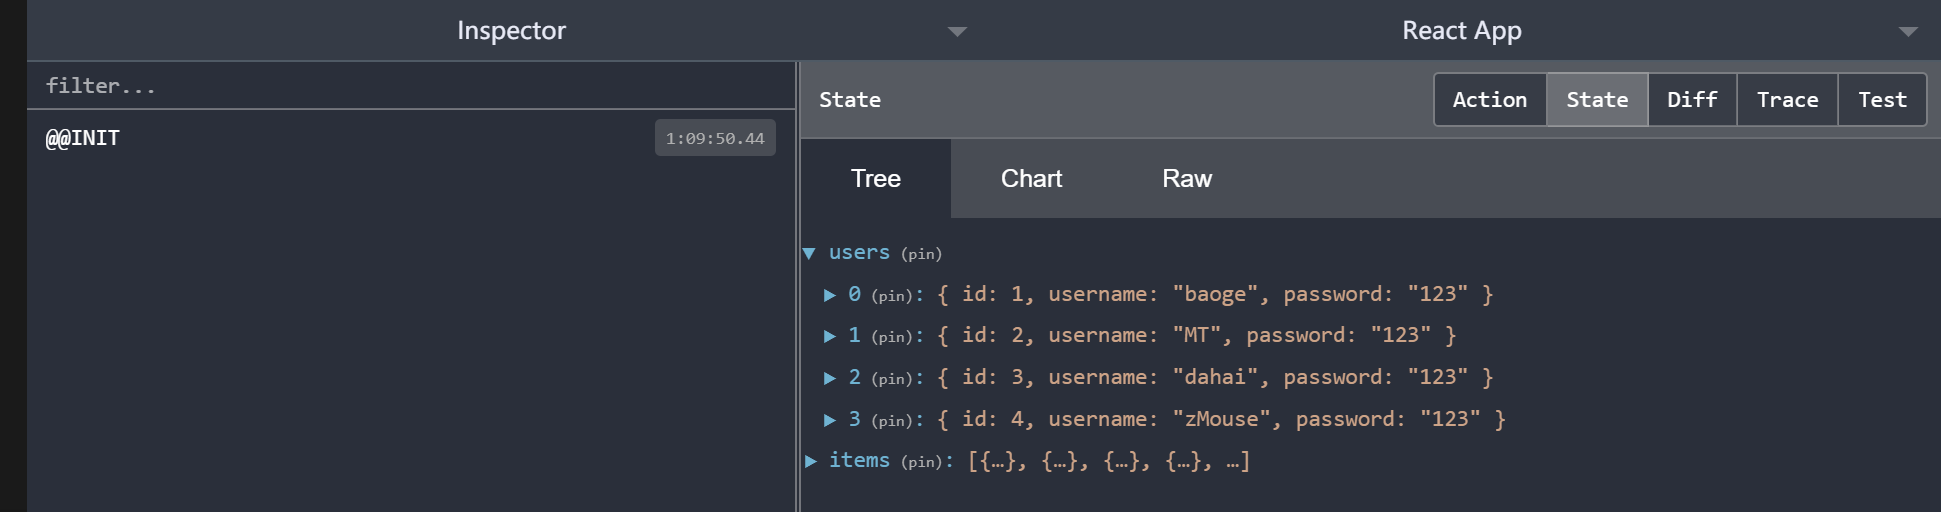 Inspector
React App
filter...
@@INIT
1:09:50.44
State
Action
State
Diff
Trace
Test
Tree
Chart
Raw
users (pin)
0 (pin): { id: 1, username: "baoge", password: "123" }
1 (pin): { id: 2, username: "MT", password: "123" }
2 (pin): { id: 3, username: "dahai", password: "123" }
3 (pin): { id: 4, username: "zMouse", password: "123" }
items (pin): [{…}, {…}, {…}, {…}, …]